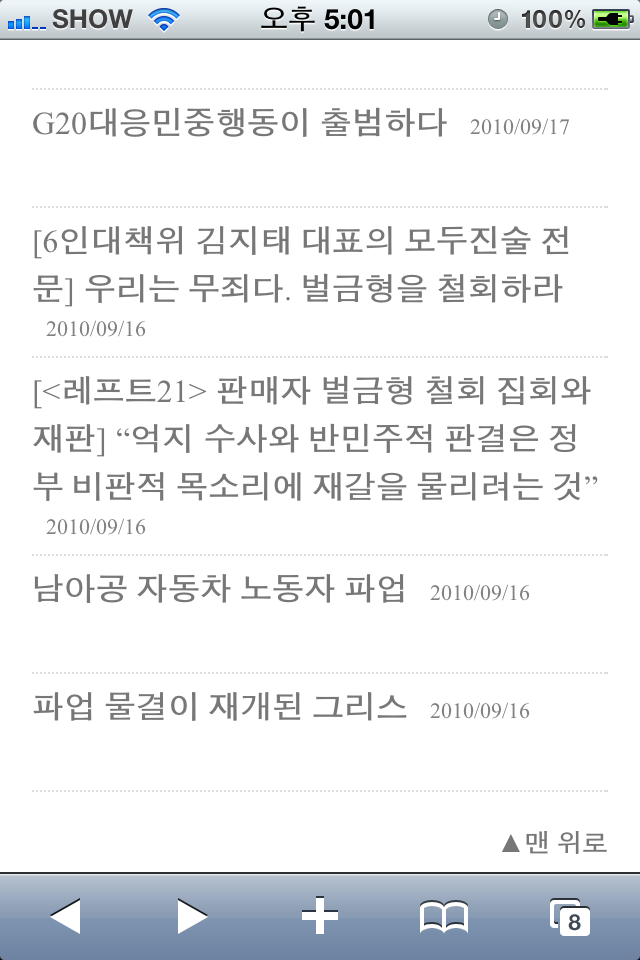 SHOW 오후 5:01 100%
G20대응민중행동이 출범하다 2010/09/17
[6인대책위 김지태 대표의 모두진술 전
문] 우리는 무죄다. 벌금형을 철회하라
2010/09/16
[<레프트21> 판매자 벌금형 철회 집회와
재판] “억지 수사와 반민주적 판결은 정
부 비판적 목소리에 재갈을 물리려는 것”
2010/09/16
남아공 자동차 노동자 파업 2010/09/16
파업 물결이 재개된 그리스 2010/09/16
▲맨 위로
8